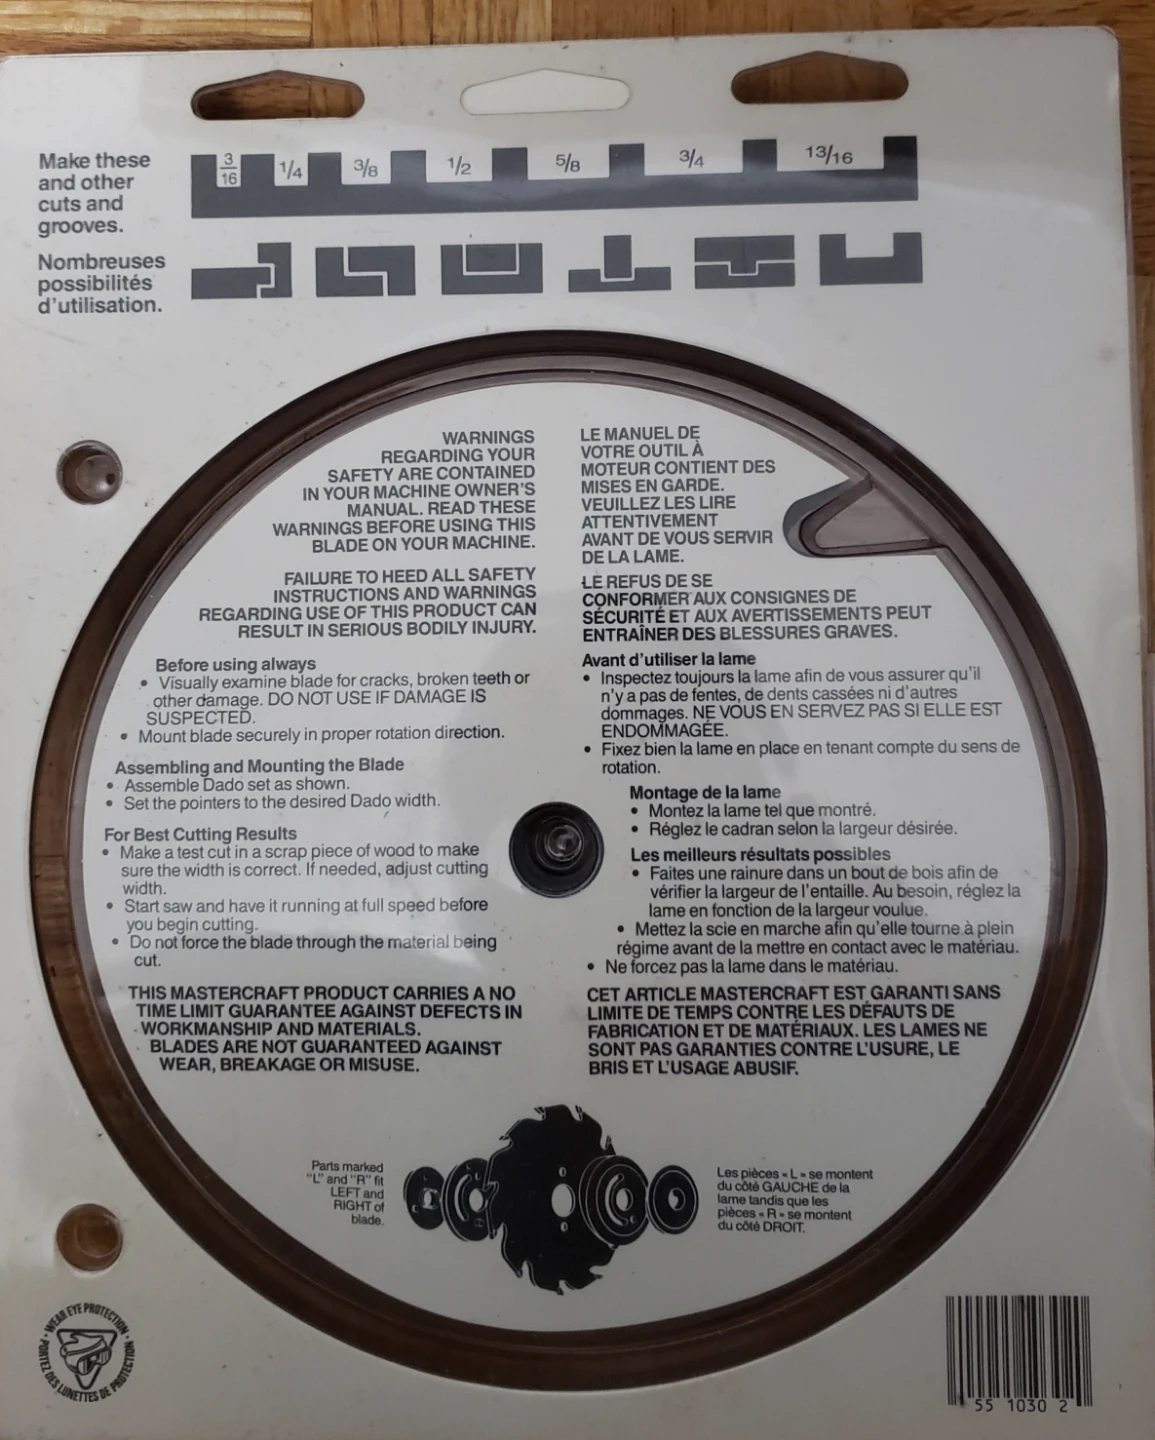 Make these
and other
cuts and
grooves.
3/16 1/4 3/8 1/2 5/8 3/4 13/16
Nombreuses
possibilités
d'utilisation.
WARNINGS
REGARDING YOUR
SAFETY ARE CONTAINED
IN YOUR MACHINE OWNER'S
MANUAL. READ THESE
WARNINGS BEFORE USING THIS
BLADE ON YOUR MACHINE.
FAILURE TO HEED ALL SAFETY
INSTRUCTIONS AND WARNINGS
REGARDING USE OF THIS PRODUCT CAN
RESULT IN SERIOUS BODILY INJURY.
Before using always
• Visually examine blade for cracks, broken teeth or
other damage. DO NOT USE IF DAMAGE IS
SUSPECTED.
• Mount blade securely in proper rotation direction.
Assembling and Mounting the Blade
• Assemble Dado set as shown.
• Set the pointers to the desired Dado width.
For Best Cutting Results
• Make a test cut in a scrap piece of wood to make
sure the width is correct. If needed, adjust cutting
width.
• Start saw and have it running at full speed before
you begin cutting.
• Do not force the blade through the material being
cut.
THIS MASTERCRAFT PRODUCT CARRIES A NO
TIME LIMIT GUARANTEE AGAINST DEFECTS IN
WORKMANSHIP AND MATERIALS.
BLADES ARE NOT GUARANTEED AGAINST
WEAR, BREAKAGE OR MISUSE.
LE MANUEL DE
VOTRE OUTIL À
MOTEUR CONTIENT DES
MISES EN GARDE.
VEUILLEZ LES LIRE
ATTENTIVEMENT
AVANT DE VOUS SERVIR
DE LA LAME.
LE REFUS DE SE
CONFORMER AUX CONSIGNES DE
SÉCURITÉ ET AUX AVERTISSEMENTS PEUT
ENTRAÎNER DES BLESSURES GRAVES.
Avant d'utiliser la lame
• Inspectez toujours la lame afin de vous assurer qu'il
n'y a pas de fentes, de dents cassées ni d'autres
dommages. NE VOUS EN SERVEZ PAS SI ELLE EST
ENDOMMAGÉE.
• Fixez bien la lame en place en tenant compte du sens de
rotation.
Montage de la lame
• Montez la lame tel que montré.
• Réglez le cadran selon la largeur désirée.
Les meilleurs résultats possibles
• Faites une rainure dans un bout de bois afin de
vérifier la largeur de l'entaille. Au besoin, réglez la
lame en fonction de la largeur voulue.
• Mettez la scie en marche afin qu'elle tourne à plein
régime avant de la mettre en contact avec le matériau.
• Ne forcez pas la lame dans le matériau.
CET ARTICLE MASTERCRAFT EST GARANTI SANS
LIMITE DE TEMPS CONTRE LES DÉFAUTS DE
FABRICATION ET DE MATÉRIAUX. LES LAMES NE
SONT PAS GARANTIES CONTRE L'USURE, LE
BRIS ET L'USAGE ABUSIF.
Parts marked
"L" and "R" fit
LEFT and
RIGHT of
blade.
Les pièces «L» se montent
du côté GAUCHE de la
lame tandis que les
pièces «R» se montent
du côté DROIT.
• WEAR EYE PROTECTION •
PORTEZ DES LUNETTES DE PROTECTION
55 1030 2